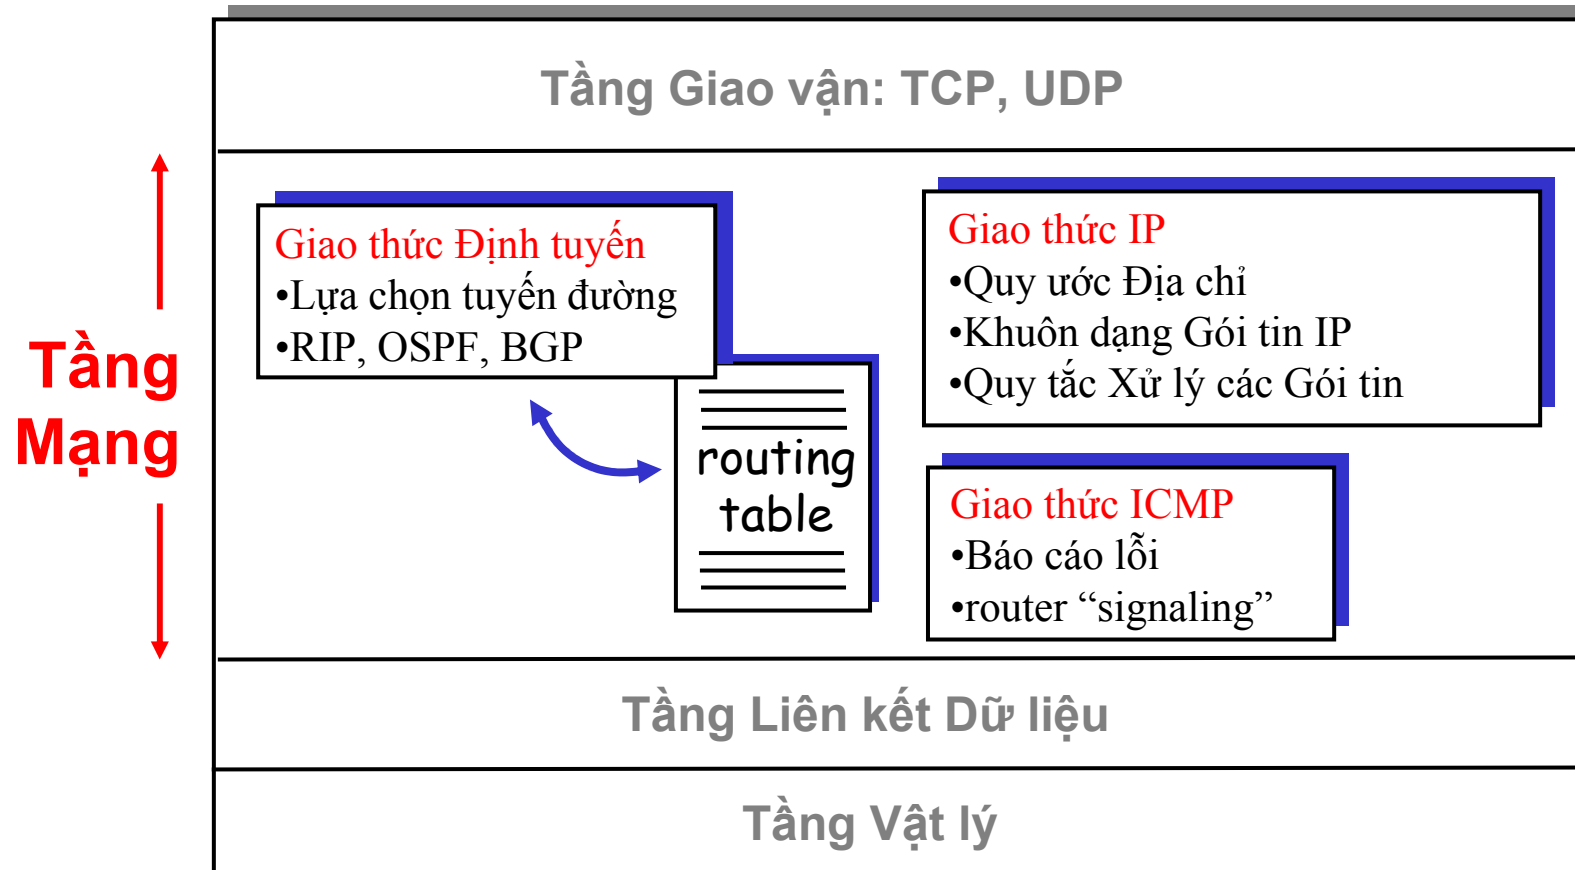 Tầng Giao vận: TCP, UDP
Tầng
Mạng
Giao thức Định tuyến
•Lựa chọn tuyến đường
•RIP, OSPF, BGP
routing
table
Giao thức IP
•Quy ước Địa chỉ
•Khuôn dạng Gói tin IP
•Quy tắc Xử lý các Gói tin
Giao thức ICMP
•Báo cáo lỗi
•router “signaling”
Tầng Liên kết Dữ liệu
Tầng Vật lý